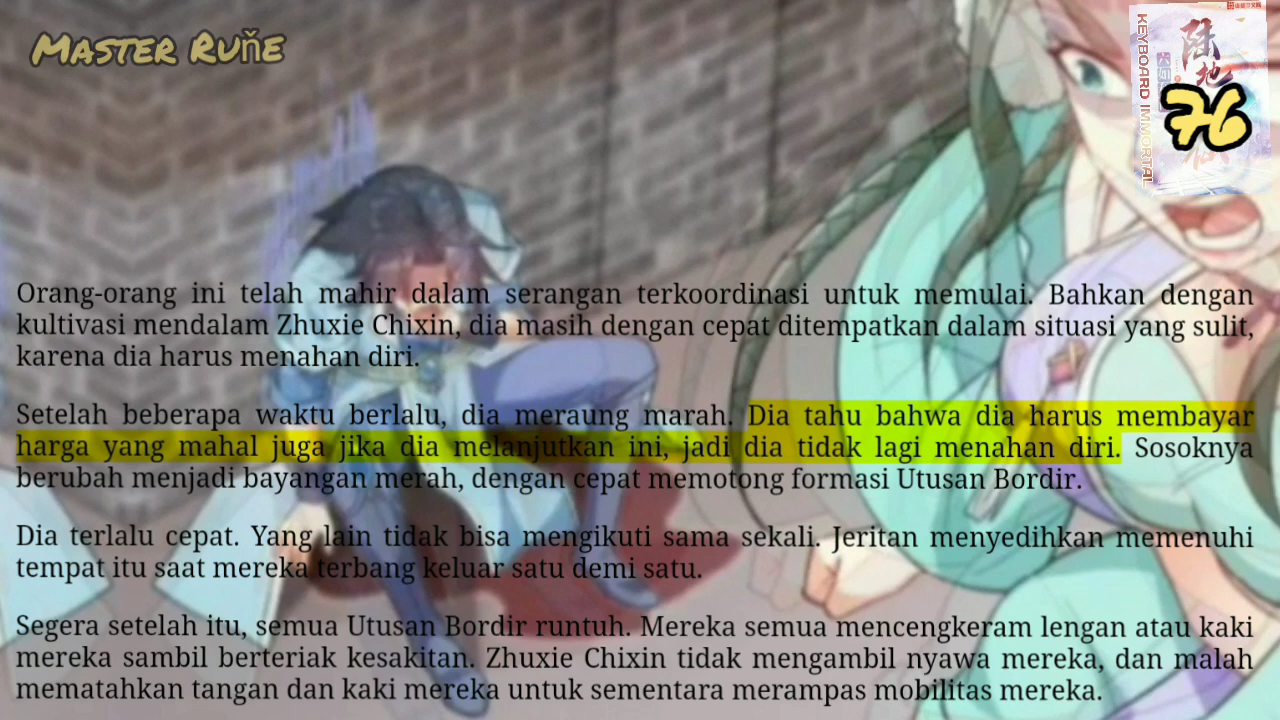 Master Ruňe
KEYBOARD IMMORTAL
陆地
76
Orang-orang ini telah mahir dalam serangan terkoordinasi untuk memulai. Bahkan dengan
kultivasi mendalam Zhuxie Chixin, dia masih dengan cepat ditempatkan dalam situasi yang sulit,
karena dia harus menahan diri.
Setelah beberapa waktu berlalu, dia meraung marah. Dia tahu bahwa dia harus membayar
harga yang mahal juga jika dia melanjutkan ini, jadi dia tidak lagi menahan diri. Sosoknya
berubah menjadi bayangan merah, dengan cepat memotong formasi Utusan Bordir.
Dia terlalu cepat. Yang lain tidak bisa mengikuti sama sekali. Jeritan menyedihkan memenuhi
tempat itu saat mereka terbang keluar satu demi satu.
Segera setelah itu, semua Utusan Bordir runtuh. Mereka semua mencengkeram lengan atau kaki
mereka sambil berteriak kesakitan. Zhuxie Chixin tidak mengambil nyawa mereka, dan malah
mematahkan tangan dan kaki mereka untuk sementara merampas mobilitas mereka.